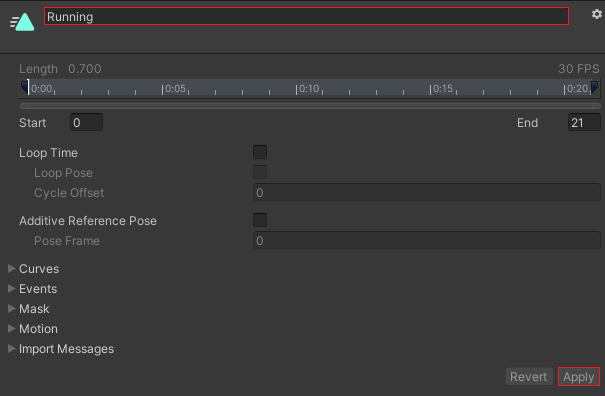 Running
Length 0.700 30 FPS
0:00 0:05 0:10 0:15 0:20
Start 0 End 21
Loop Time
Loop Pose
Cycle Offset 0
Additive Reference Pose
Pose Frame 0
Curves
Events
Mask
Motion
Import Messages
Revert Apply